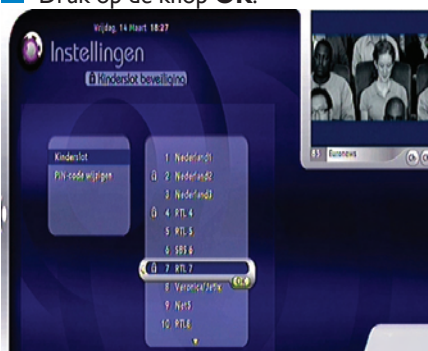 Druk op de knop OK.
Vrijdag, 14 Maart 18:27
Instellingen
Kinderslot beveiliging
Kinderslot
PIN-code wijzigen
1 Nederland1
2 Nederland2
3 Nederland3
4 RTL 4
5 RTL 5
6 SBS 6
7 RTL 7
OK
8 Veronica/Jetix
9 Net5
10 RTL8
85 Euronews
Ch-